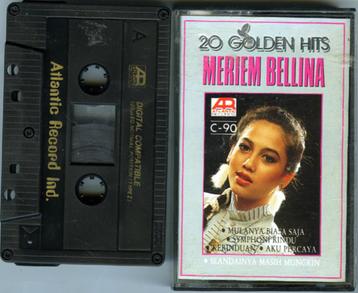 A
Atlantic Record Ind.
DIGITAL COMPATIBLE
20 GOLDEN HITS
MERIEM BELLINA
AR
C-90
• MULANYA BIASA SAJA
• SYMPHONI RINDU
• KERINDUAN • AKU PERCAYA
• SEANDAINYA MASIH MUNGKIN